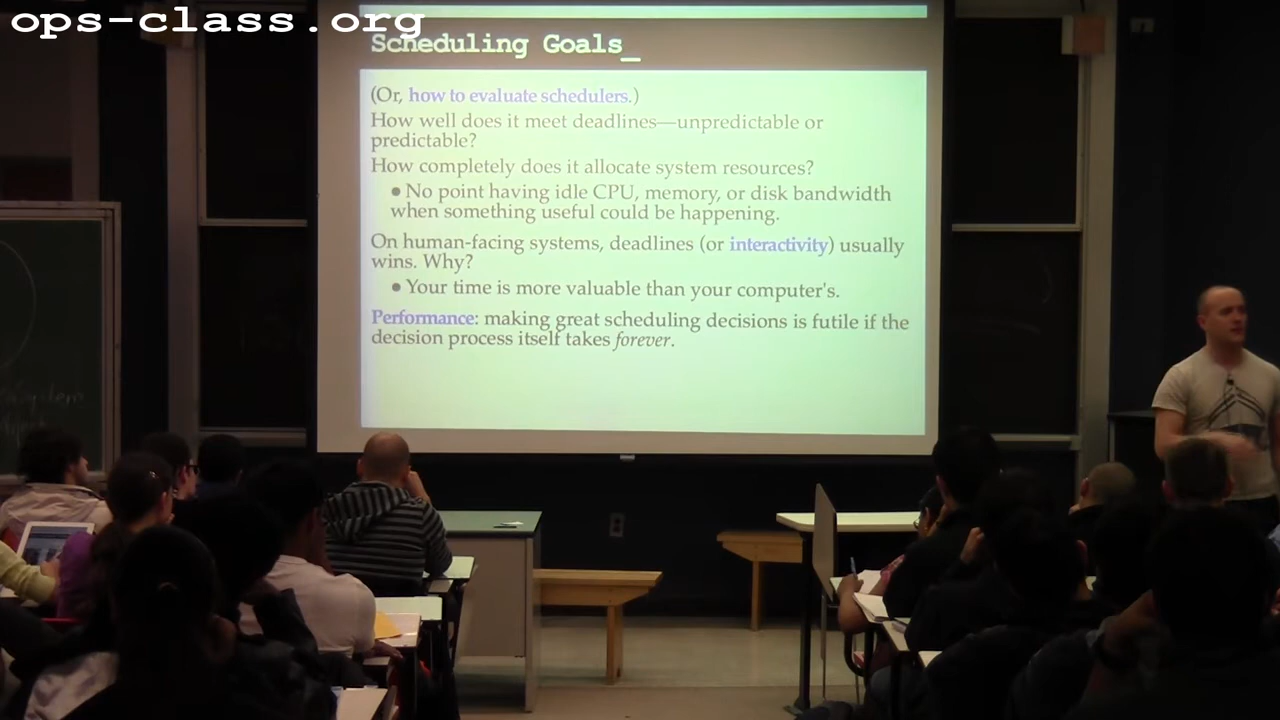 ops-class.org
Scheduling Goals_
(Or, how to evaluate schedulers.)
How well does it meet deadlines—unpredictable or
predictable?
How completely does it allocate system resources?
● No point having idle CPU, memory, or disk bandwidth
when something useful could be happening.
On human-facing systems, deadlines (or interactivity) usually
wins. Why?
● Your time is more valuable than your computer's.
Performance: making great scheduling decisions is futile if the
decision process itself takes forever.